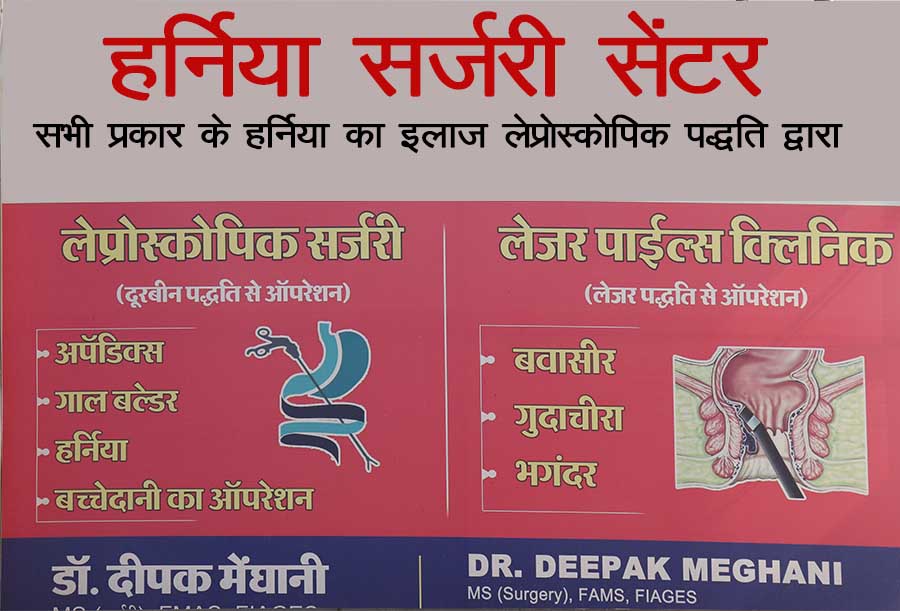 हर्निया सर्जरी सेंटर
सभी प्रकार के हर्निया का इलाज लेप्रोस्कोपिक पद्धति द्वारा
लेप्रोस्कोपिक सर्जरी
(दूरबीन पद्धति से ऑपरेशन)
अपॅडिक्स
गाल बल्डेर
हर्निया
बच्चेदानी का ऑपरेशन
लेजर पाईल्स क्लिनिक
(लेजर पद्धति से ऑपरेशन)
बवासीर
गुदाचीरा
भगंदर
डॉ. दीपक मेंघानी
DR. DEEPAK MEGHANI
MS (Surgery), FAMS, FIAGES